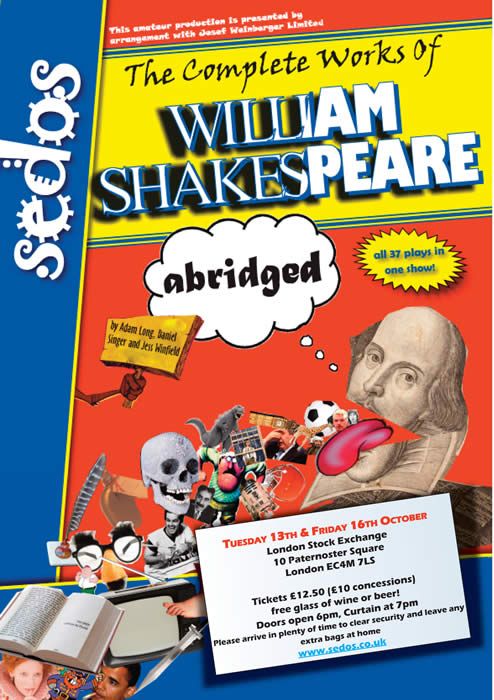 This amateur production is presented by
arrangement with Josef Weinberger Limited
sedos
The Complete Works Of
WILLIAM
SHAKESPEARE
abridged
all 37 plays in
one show!
by Adam Long, Daniel
Singer and Jess Winfield
TUESDAY 13TH & FRIDAY 16TH OCTOBER
London Stock Exchange
10 Paternoster Square
London EC4M 7LS
Tickets £12.50 (£10 concessions)
free glass of wine or beer!
Doors open 6pm, Curtain at 7pm
Please arrive in plenty of time to clear security and leave any
extra bags at home
www.sedos.co.uk